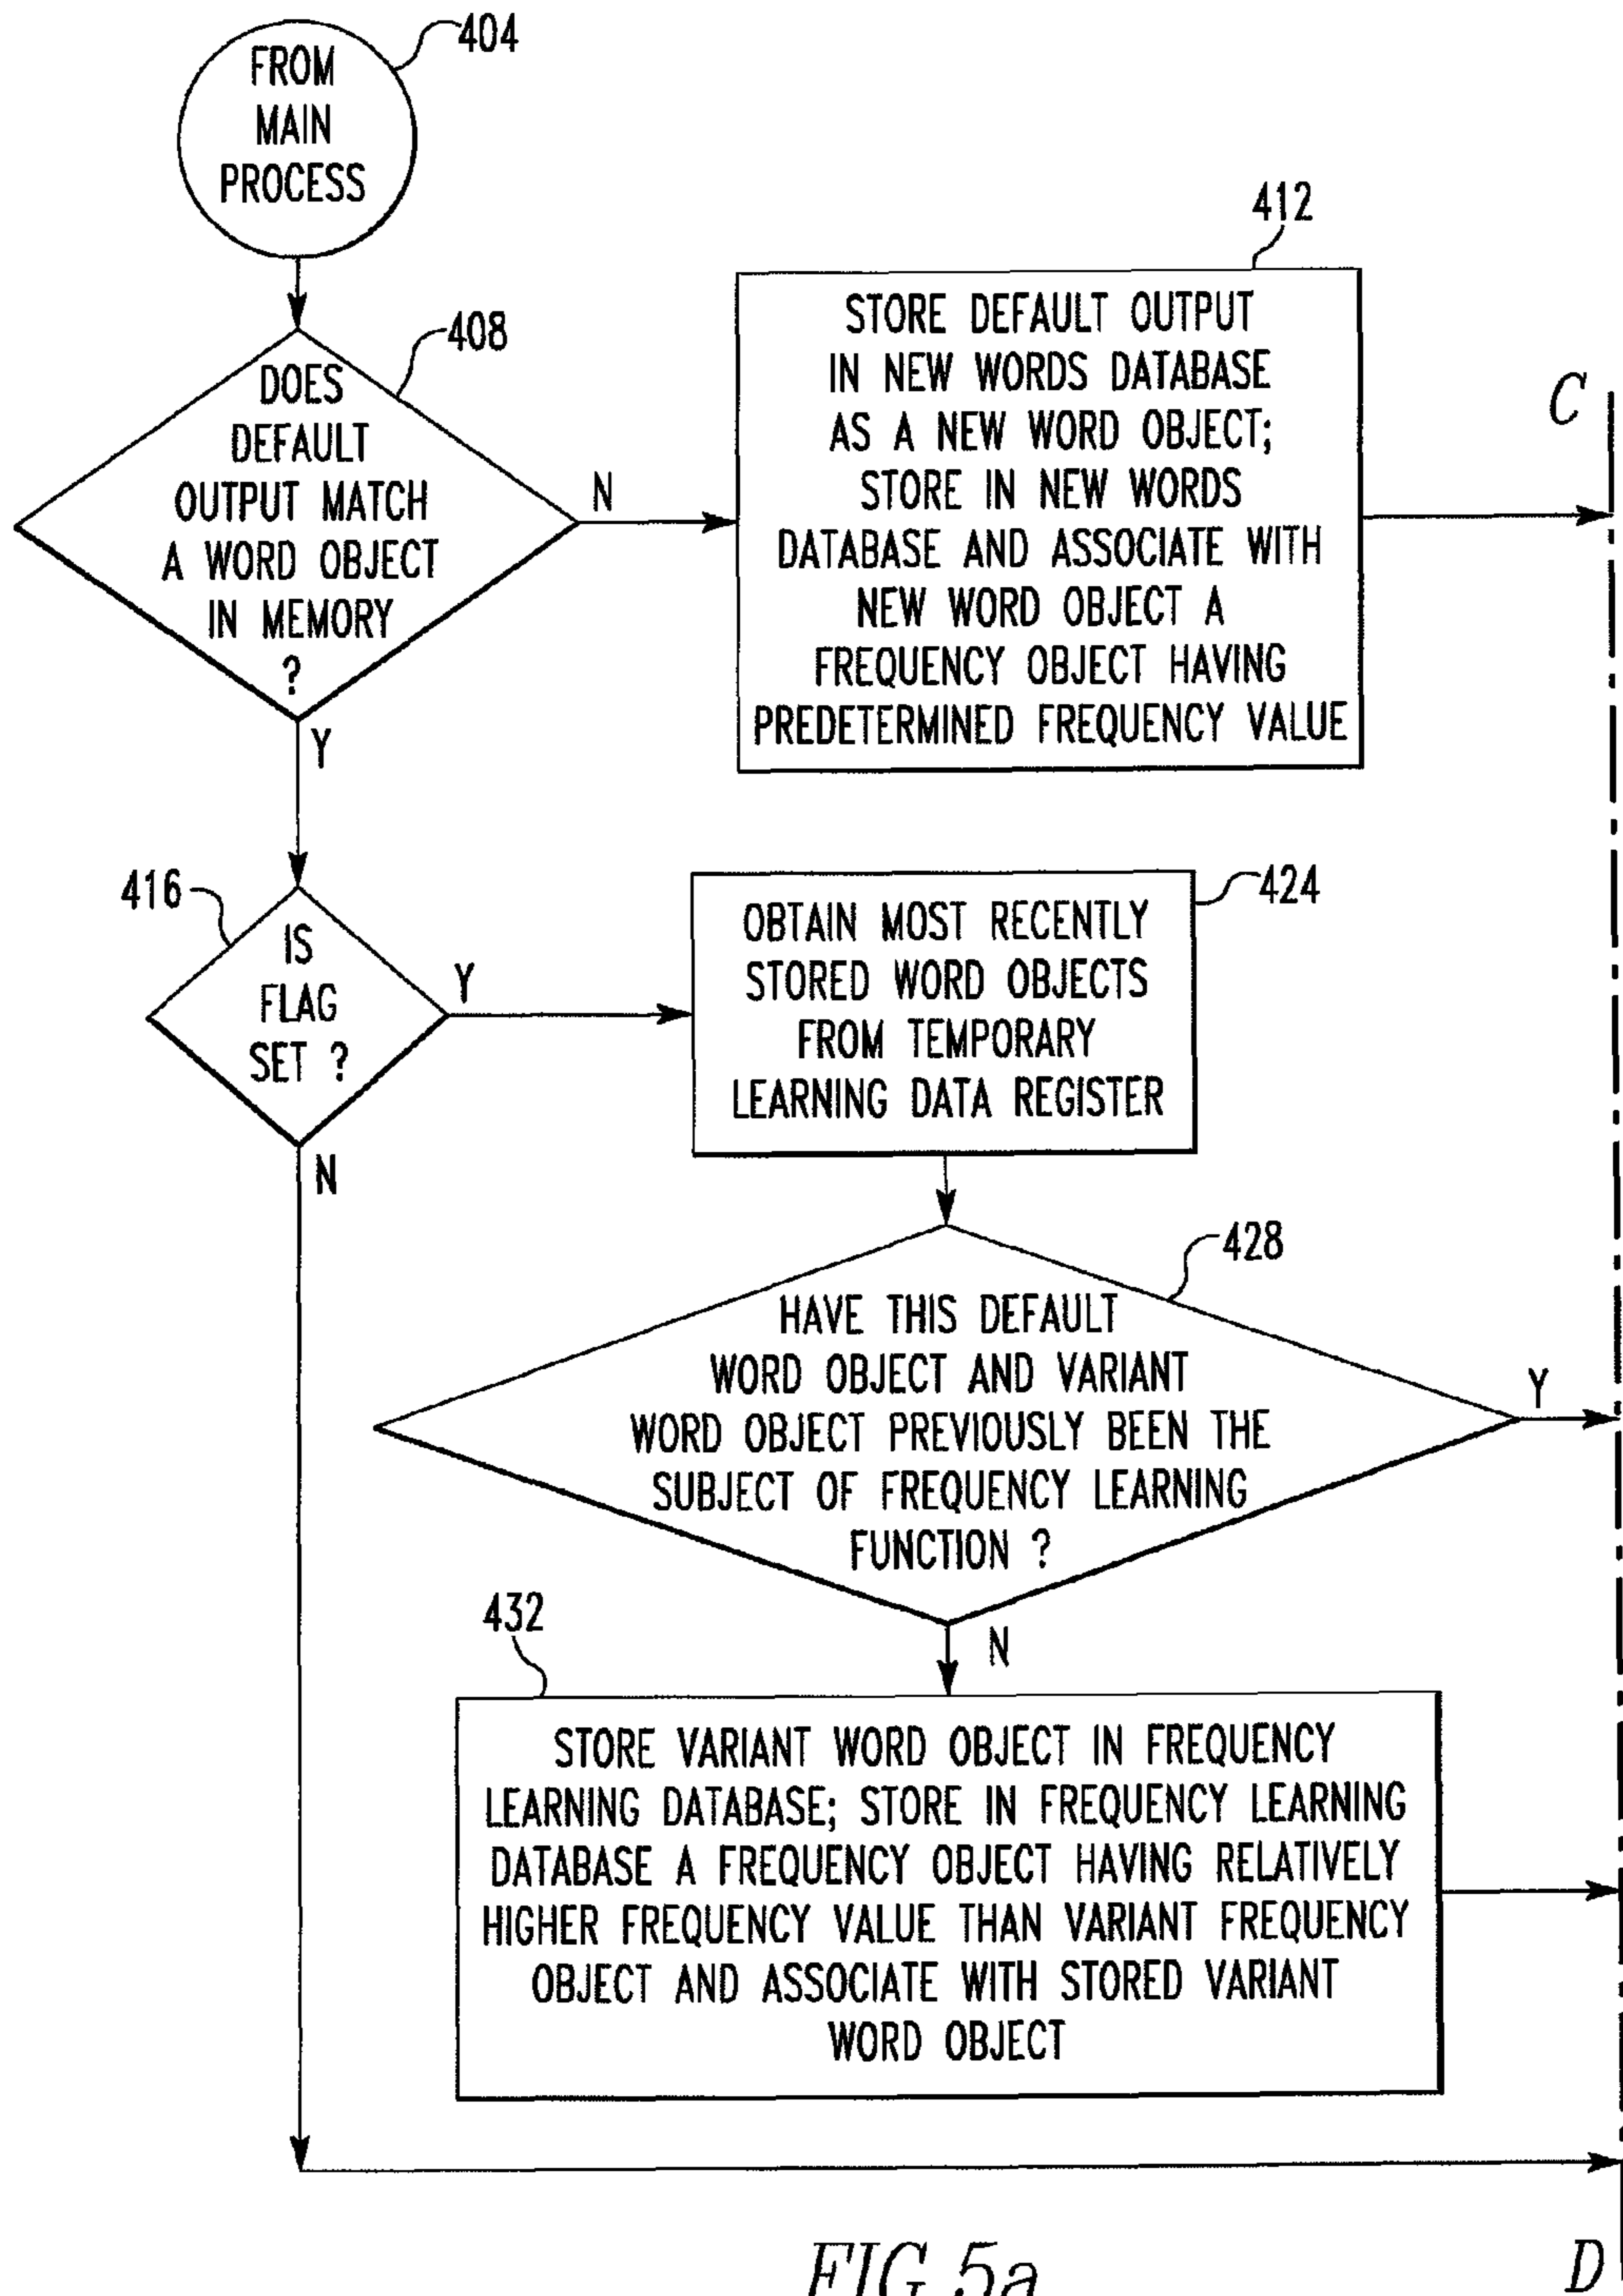 404
FROM
MAIN
PROCESS
408
DOES
DEFAULT
OUTPUT MATCH
A WORD OBJECT
IN MEMORY
?
N
Y
412
STORE DEFAULT OUTPUT
IN NEW WORDS DATABASE
AS A NEW WORD OBJECT;
STORE IN NEW WORDS
DATABASE AND ASSOCIATE WITH
NEW WORD OBJECT A
FREQUENCY OBJECT HAVING
PREDETERMINED FREQUENCY VALUE
C
416
IS
FLAG
SET ?
Y
N
424
OBTAIN MOST RECENTLY
STORED WORD OBJECTS
FROM TEMPORARY
LEARNING DATA REGISTER
428
HAVE THIS DEFAULT
WORD OBJECT AND VARIANT
WORD OBJECT PREVIOUSLY BEEN THE
SUBJECT OF FREQUENCY LEARNING
FUNCTION ?
Y
N
432
STORE VARIANT WORD OBJECT IN FREQUENCY
LEARNING DATABASE; STORE IN FREQUENCY LEARNING
DATABASE A FREQUENCY OBJECT HAVING RELATIVELY
HIGHER FREQUENCY VALUE THAN VARIANT FREQUENCY
OBJECT AND ASSOCIATE WITH STORED VARIANT
WORD OBJECT
D
FIG.5a